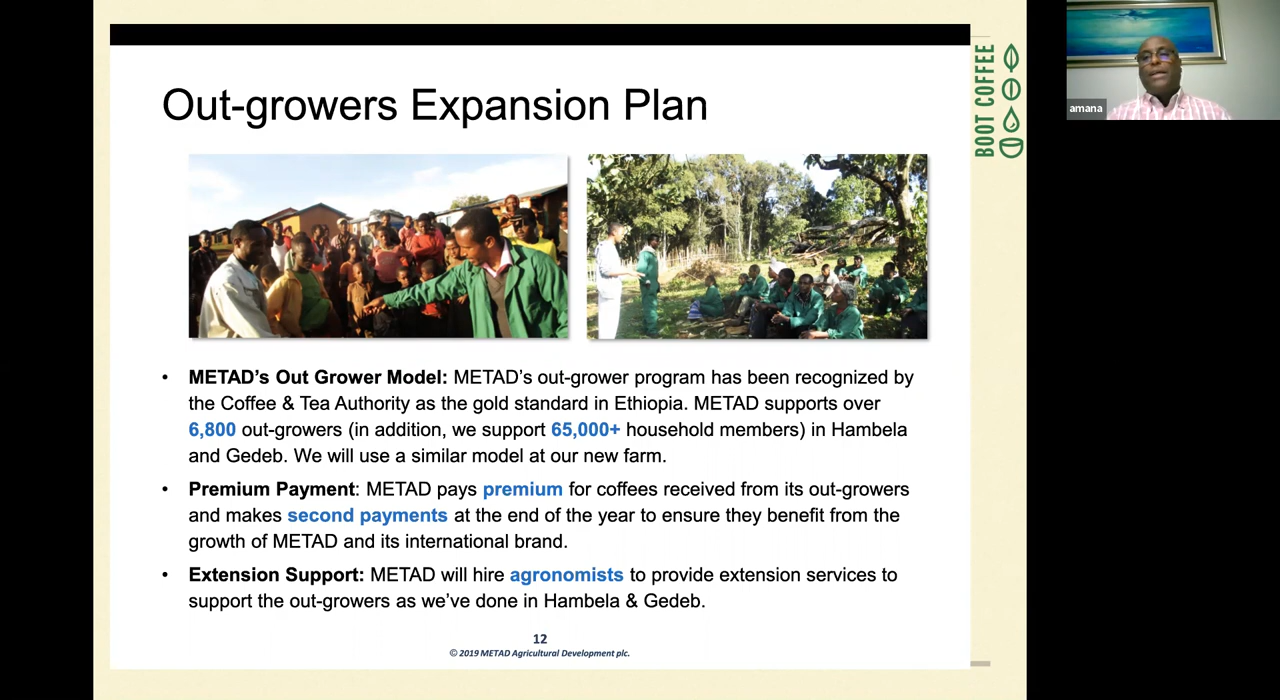 Out-growers Expansion Plan
• METAD’s Out Grower Model: METAD’s out-grower program has been recognized by
the Coffee & Tea Authority as the gold standard in Ethiopia. METAD supports over
6,800 out-growers (in addition, we support 65,000+ household members) in Hambela
and Gedeb. We will use a similar model at our new farm.
• Premium Payment: METAD pays premium for coffees received from its out-growers
and makes second payments at the end of the year to ensure they benefit from the
growth of METAD and its international brand.
• Extension Support: METAD will hire agronomists to provide extension services to
support the out-growers as we’ve done in Hambela & Gedeb.
12
© 2019 METAD Agricultural Development plc.
BOOT COFFEE
amana